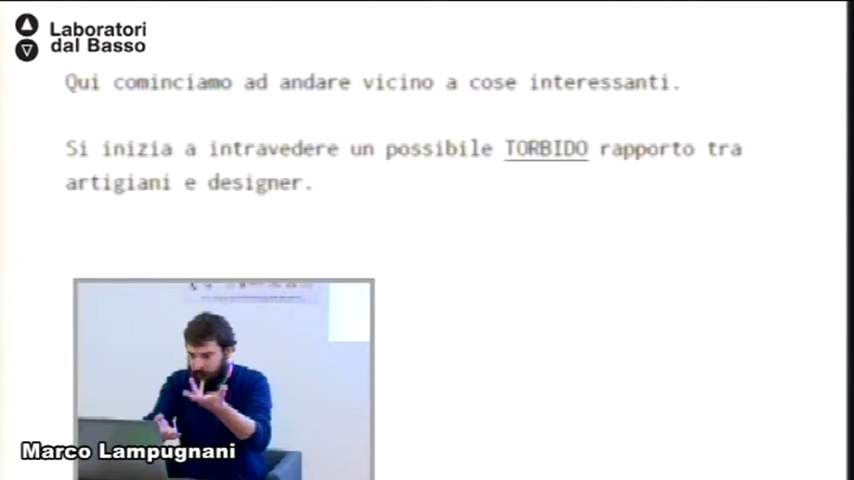 Laboratori
dal Basso
Qui cominciamo ad andare vicino a cose interessanti.
Si inizia a intravedere un possibile TORBIDO rapporto tra
artigiani e designer.
Marco Lampugnani